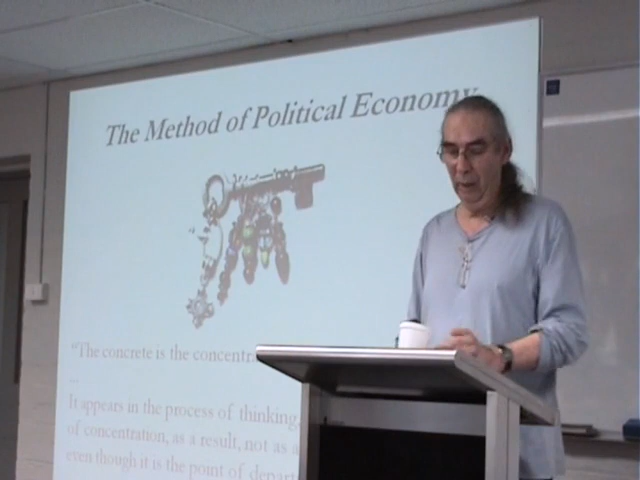 The Method of Political Economy
"The concrete is the concentr
...
It appears in the process of thinking,
of concentration, as a result, not as a
even though it is the point of depart